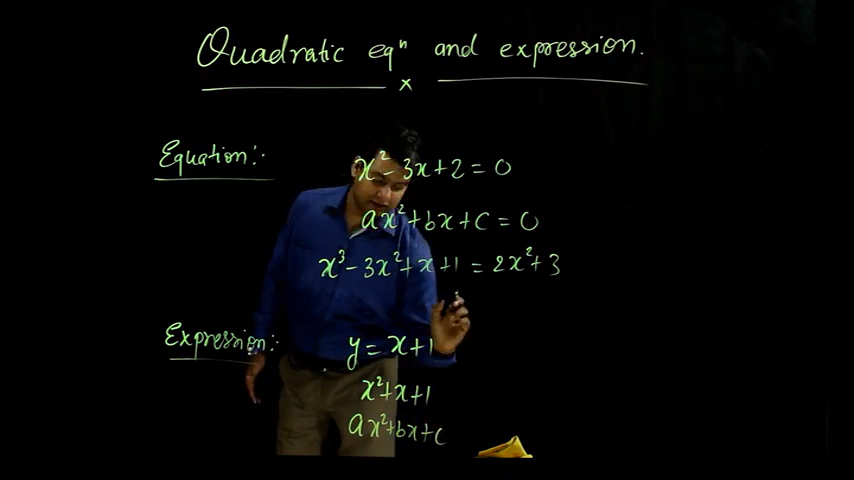 Quadratic eqⁿ and expression.
x
Equation:-
x² - 3x + 2 = 0
ax² + bx + c = 0
x³ - 3x² + x + 1 = 2x² + 3
Expression:-
y = x + 1
x² + x + 1
ax² + bx + c